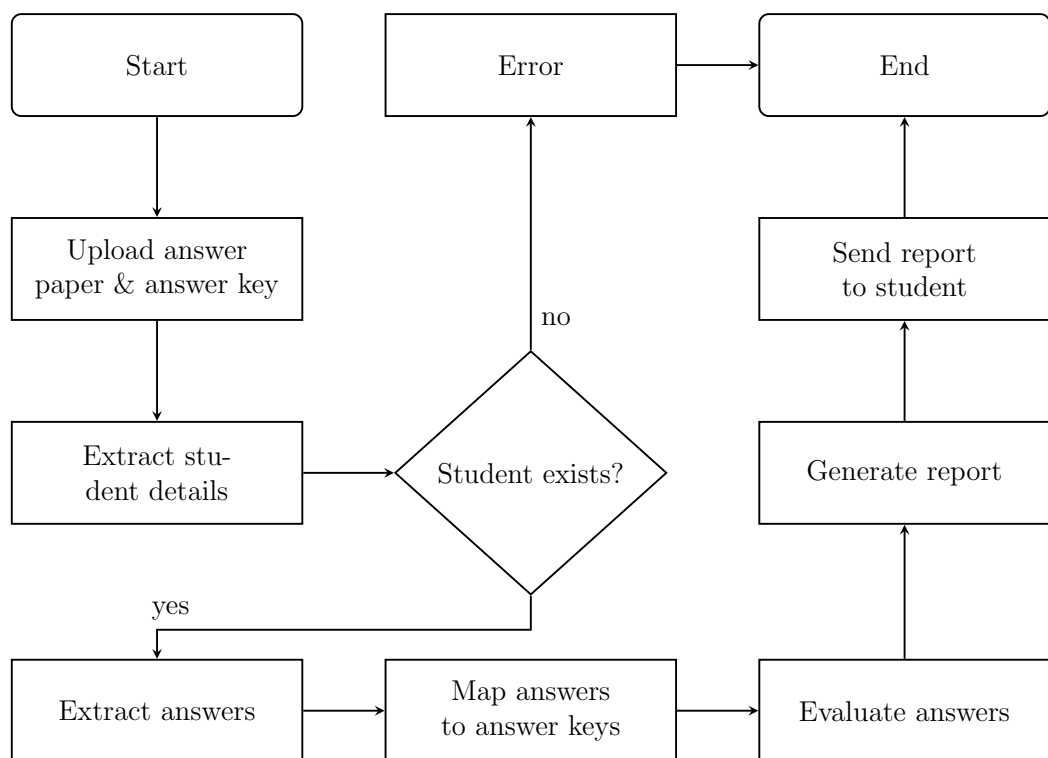 Start
Error
End
Upload answer
paper & answer key
Send report
to student
no
Extract stu-
dent details
Student exists?
Generate report
yes
Extract answers
Map answers
to answer keys
Evaluate answers